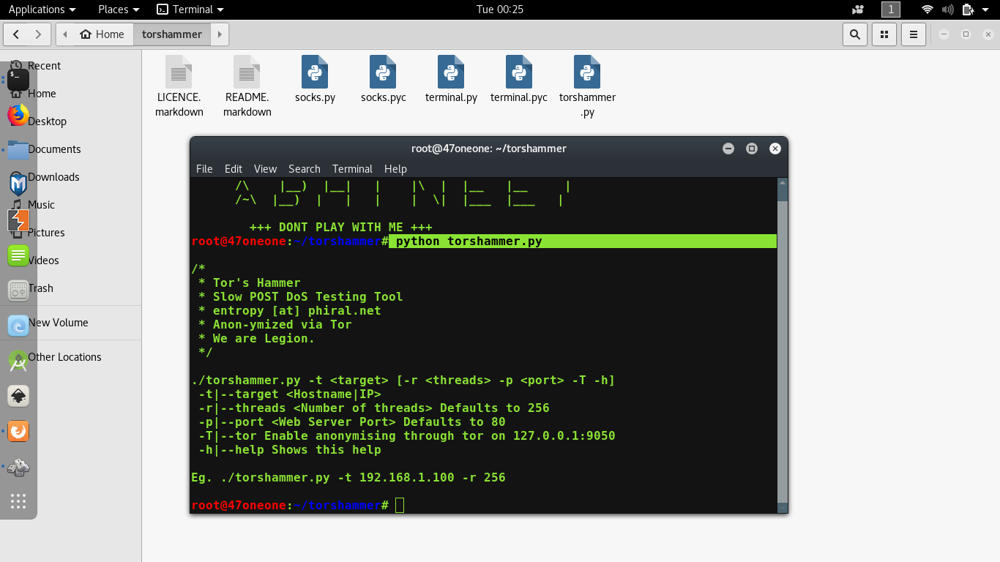 Applications Places Terminal Tue 00:25 1
Home torshammer
Recent
Home
Desktop
Documents
Downloads
Music
Pictures
Videos
Trash
New Volume
Other Locations
LICENCE.
markdown
README.
markdown
socks.py
socks.pyc
terminal.py
terminal.pyc
torshammer
.py
root@47oneone: ~/torshammer
File Edit View Search Terminal Help
/\    |__)  |__|   |    |\  |  |__   |__     |
/~\  |__)  |   |   |    |  \|  |___  |___    |
+++ DONT PLAY WITH ME +++
root@47oneone:~/torshammer# python torshammer.py
/*
 * Tor's Hammer
 * Slow POST DoS Testing Tool
 * entropy [at] phiral.net
 * Anon-ymized via Tor
 * We are Legion.
 */
./torshammer.py -t <target> [-r <threads> -p <port> -T -h]
 -t|--target <Hostname|IP>
 -r|--threads <Number of threads> Defaults to 256
 -p|--port <Web Server Port> Defaults to 80
 -T|--tor Enable anonymising through tor on 127.0.0.1:9050
 -h|--help Shows this help
Eg. ./torshammer.py -t 192.168.1.100 -r 256
root@47oneone:~/torshammer#